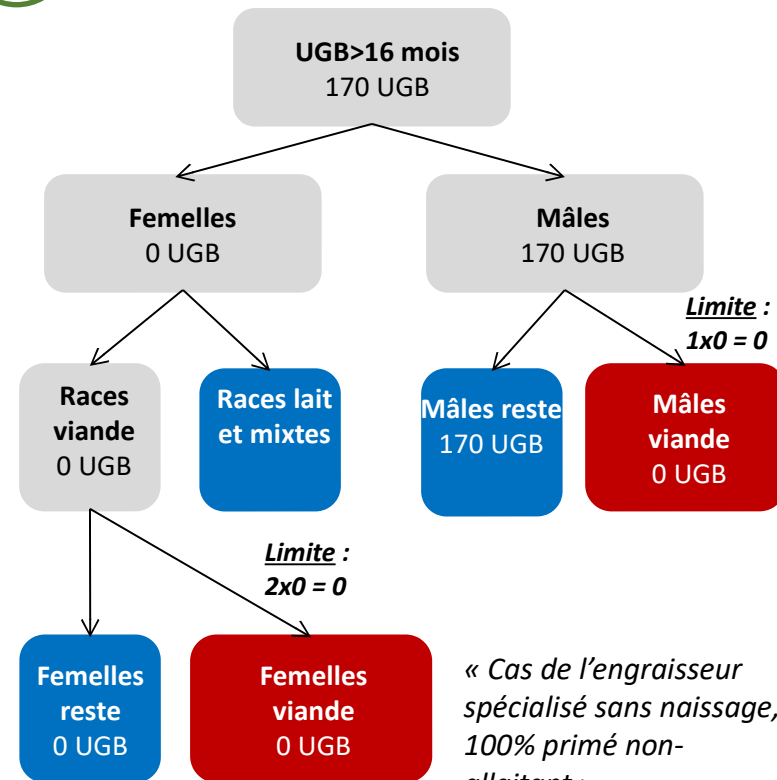 UGB>16 mois
170 UGB
Femelles
0 UGB
Mâles
170 UGB
Limite :
1x0 = 0
Races
viande
0 UGB
Races lait
et mixtes
Mâles reste
170 UGB
Mâles
viande
0 UGB
Limite :
2x0 = 0
Femelles
reste
0 UGB
Femelles
viande
0 UGB
« Cas de l’engraisseur
spécialisé sans naissage,
100% primé non-
allaitant»